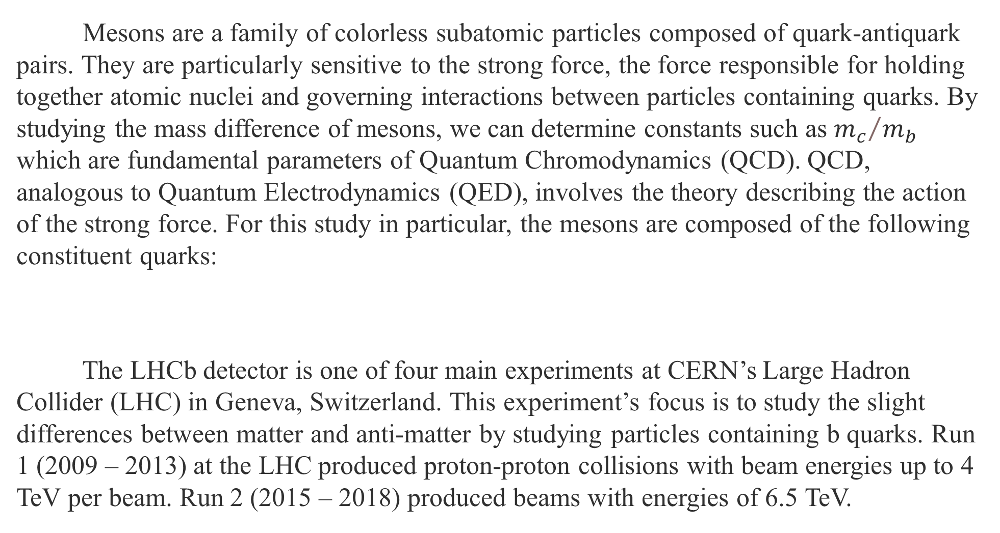 Mesons are a family of colorless subatomic particles composed of quark-antiquark
pairs. They are particularly sensitive to the strong force, the force responsible for holding
together atomic nuclei and governing interactions between particles containing quarks. By
studying the mass difference of mesons, we can determine constants such as m_c/m_b
which are fundamental parameters of Quantum Chromodynamics (QCD). QCD,
analogous to Quantum Electrodynamics (QED), involves the theory describing the action
of the strong force. For this study in particular, the mesons are composed of the following
constituent quarks:
The LHCb detector is one of four main experiments at CERN’s Large Hadron
Collider (LHC) in Geneva, Switzerland. This experiment’s focus is to study the slight
differences between matter and anti-matter by studying particles containing b quarks. Run
1 (2009 – 2013) at the LHC produced proton-proton collisions with beam energies up to 4
TeV per beam. Run 2 (2015 – 2018) produced beams with energies of 6.5 TeV.